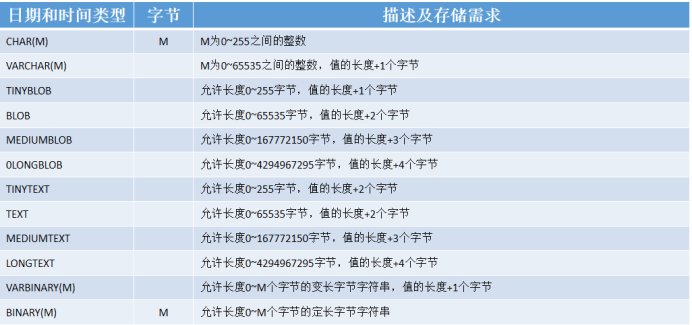 日期和时间类型 字节 描述及存储需求
CHAR(M) M M为0~255之间的整数
VARCHAR(M) M为0~65535之间的整数，值的长度+1个字节
TINYBLOB 允许长度0~255字节，值的长度+1个字节
BLOB 允许长度0~65535字节，值的长度+2个字节
MEDIUMBLOB 允许长度0~167772150字节，值的长度+3个字节
0LONGBLOB 允许长度0~4294967295字节，值的长度+4个字节
TINYTEXT 允许长度0~255字节，值的长度+2个字节
TEXT 允许长度0~65535字节，值的长度+2个字节
MEDIUMTEXT 允许长度0~167772150字节，值的长度+3个字节
LONGTEXT 允许长度0~4294967295字节，值的长度+4个字节
VARBINARY(M) 允许长度0~M个字节的变长字节字符串，值的长度+1个字节
BINARY(M) M 允许长度0~M个字节的定长字节字符串